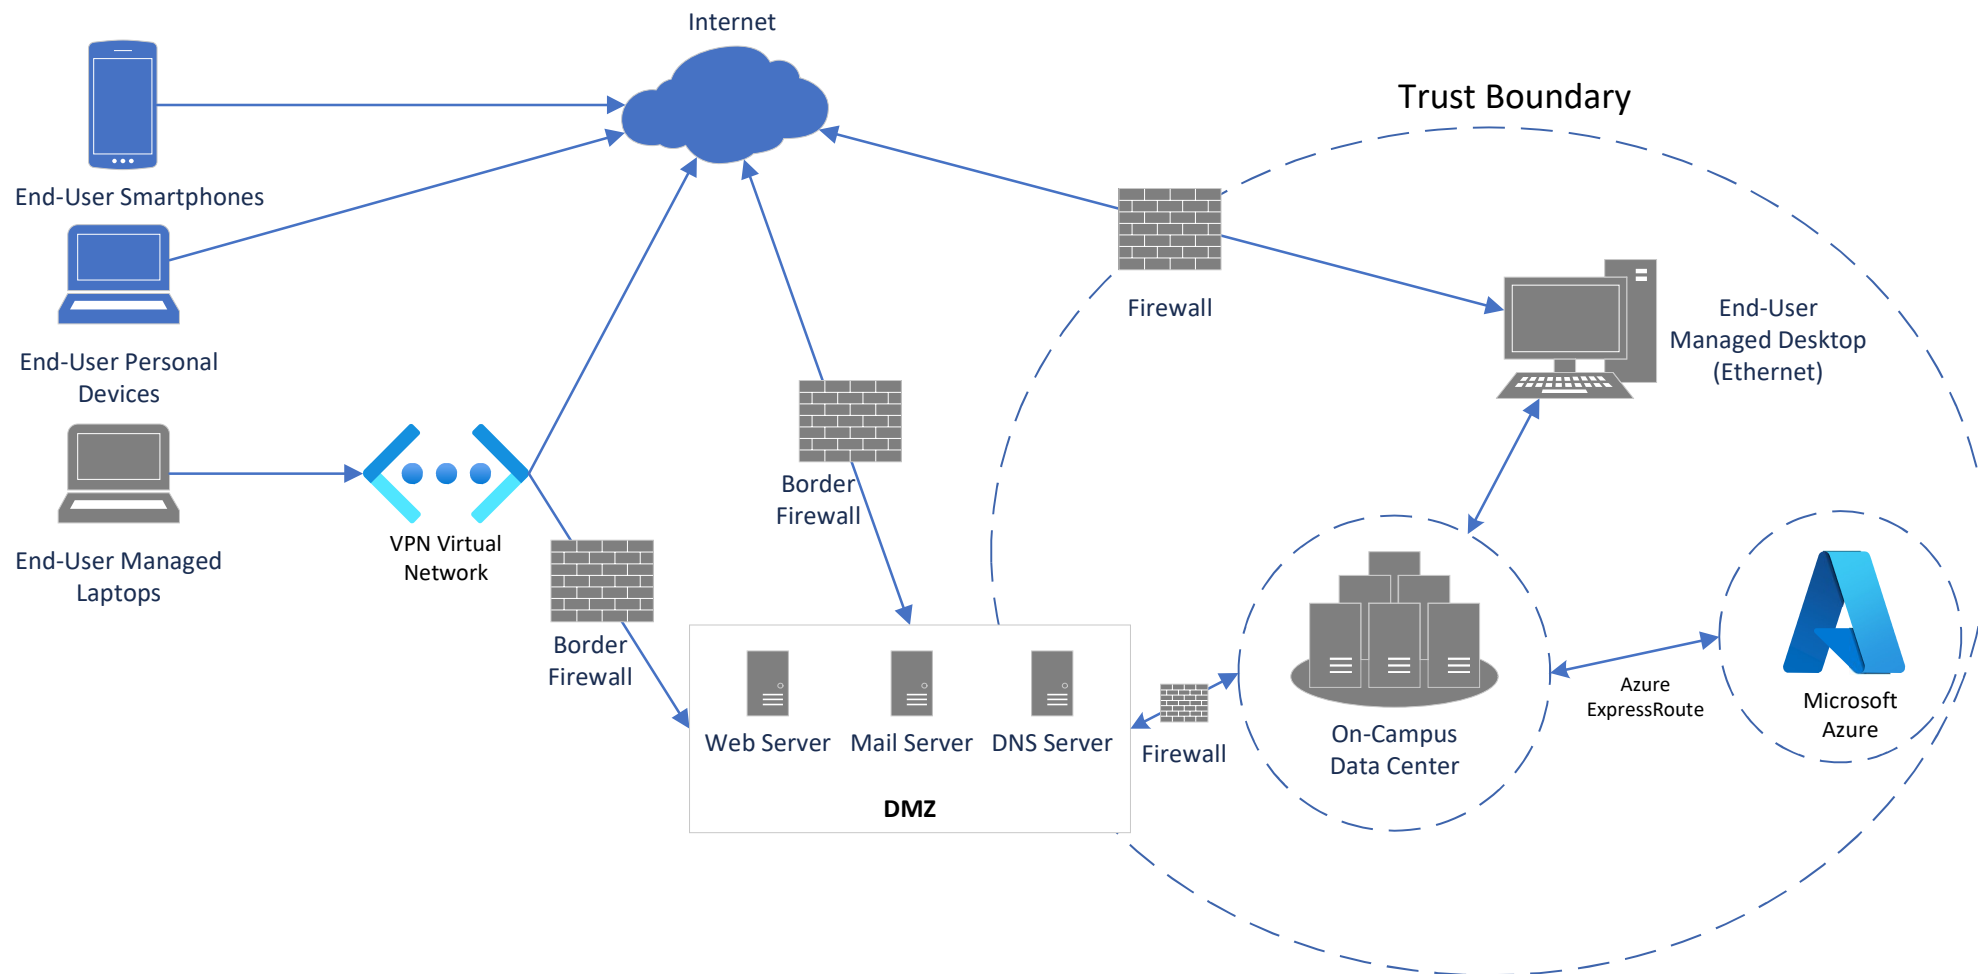 Internet
Trust Boundary
End-User Smartphones
End-User Personal
Devices
End-User Managed
Laptops
VPN Virtual
Network
Border
Firewall
Border
Firewall
Firewall
End-User
Managed Desktop
(Ethernet)
Web Server
Mail Server
DNS Server
DMZ
Firewall
On-Campus
Data Center
Azure
ExpressRoute
Microsoft
Azure